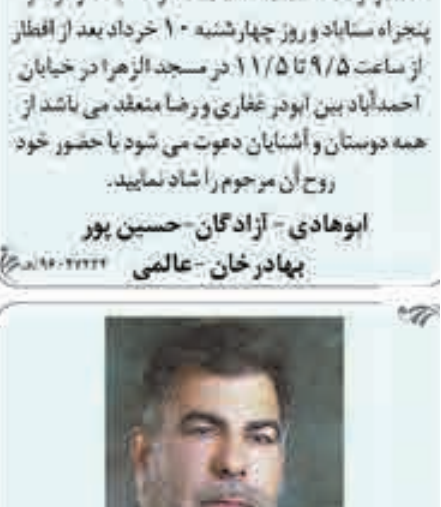 پنجراه سناباد و روز چهارشنبه ۱۰ خرداد بعد از افطار
از ساعت ۹/۵ تا ۱۱/۵ در مسجد الزهرا در خیابان
احمدآباد بین ابوذر غفاری و رضا منعقد می باشد از
همه دوستان و آشنایان دعوت می شود با حضور خود
روح آن مرحوم را شاد نمایید.
ابوهادی - آزادگان - حسین پور
بهادرخان - عالمی